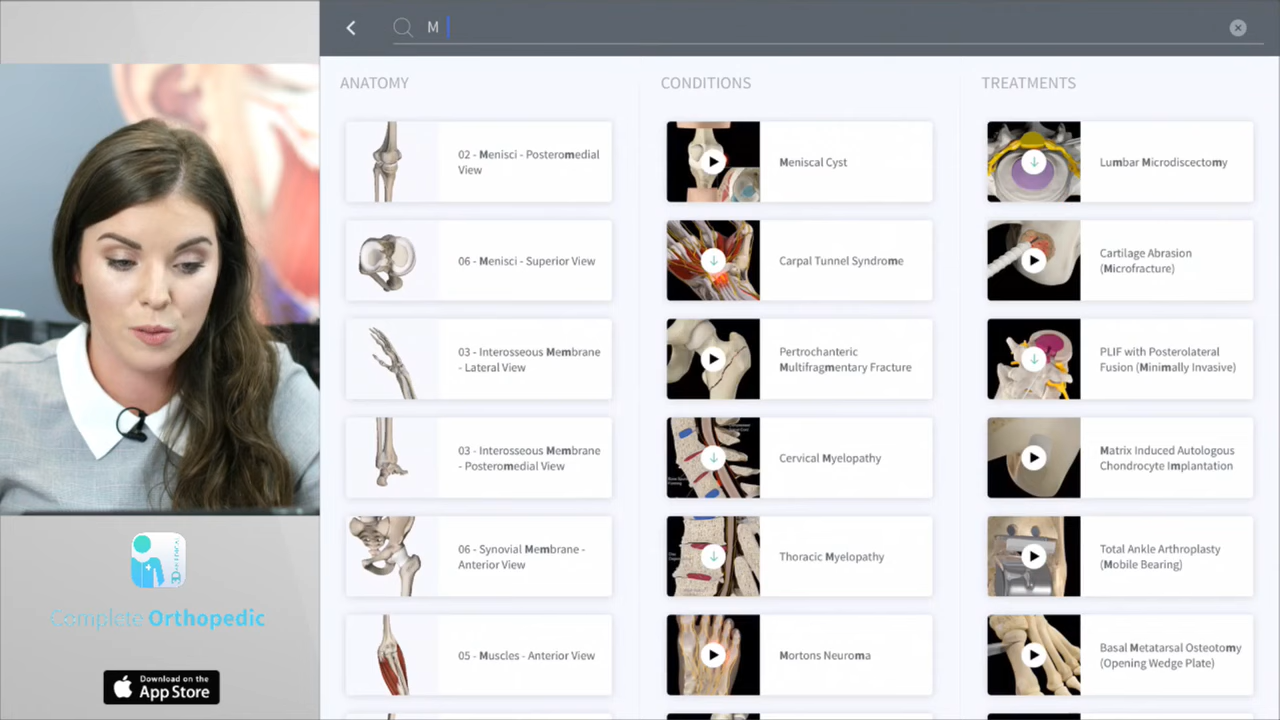 M
ANATOMY
02 - Menisci - Posteromedial
View
06 - Menisci - Superior View
03 - Interosseous Membrane
- Lateral View
03 - Interosseous Membrane
- Posteromedial View
06 - Synovial Membrane -
Anterior View
05 - Muscles - Anterior View
CONDITIONS
Meniscal Cyst
Carpal Tunnel Syndrome
Pertrochanteric
Multifragmentary Fracture
Cervical Myelopathy
Thoracic Myelopathy
Mortons Neuroma
TREATMENTS
Lumbar Microdiscectomy
Cartilage Abrasion
(Microfracture)
PLIF with Posterolateral
Fusion (Minimally Invasive)
Matrix Induced Autologous
Chondrocyte Implantation
Total Ankle Arthroplasty
(Mobile Bearing)
Basal Metatarsal Osteotomy
(Opening Wedge Plate)
Complete Orthopedic
Download on the
App Store